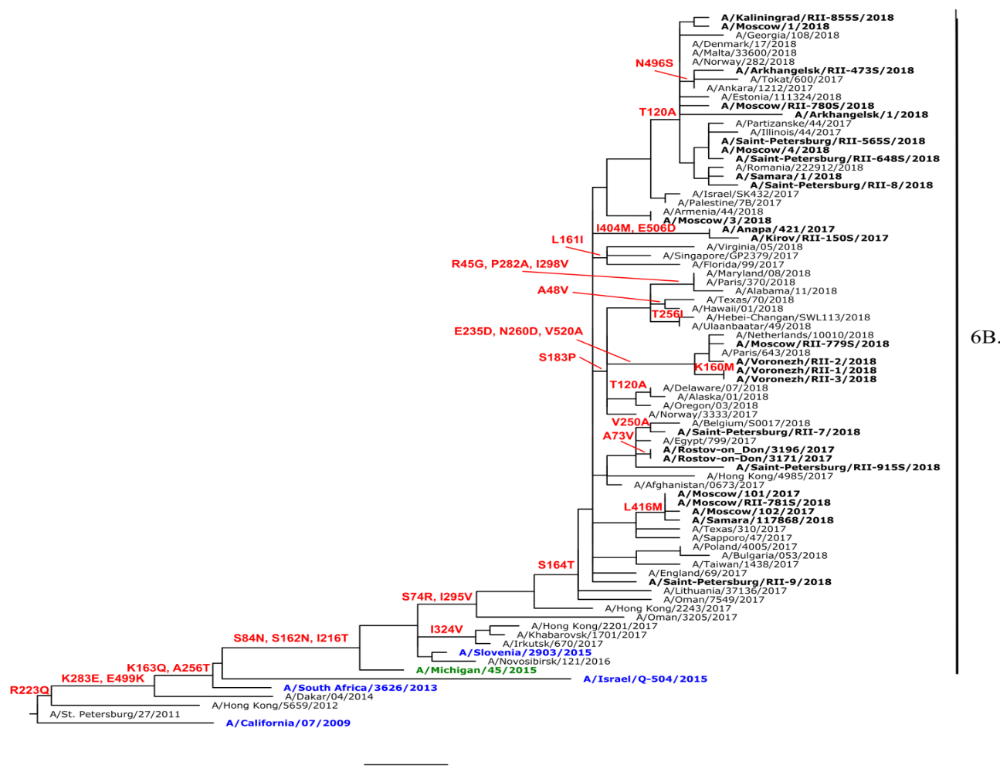 A/Kaliningrad/RII-855S/2018
A/Moscow/1/2018
A/Georgia/108/2018
A/Denmark/17/2018
A/Malta/33600/2018
A/Norway/282/2018
N496S
A/Arkhangelsk/RII-473S/2018
A/Tokat/600/2017
A/Ankara/1212/2017
A/Estonia/111324/2018
A/Moscow/RII-780S/2018
T120A
A/Arkhangelsk/1/2018
A/Partizanske/44/2017
A/Illinois/44/2017
A/Saint-Petersburg/RII-565S/2018
A/Moscow/4/2018
A/Saint-Petersburg/RII-648S/2018
A/Romania/222912/2018
A/Samara/1/2018
A/Saint-Petersburg/RII-8/2018
A/Israel/SK432/2017
A/Palestine/7B/2017
A/Armenia/44/2018
A/Moscow/3/2018
I404M, E506D
A/Anapa/421/2017
A/Kirov/RII-150S/2017
L161I
A/Virginia/05/2018
A/Singapore/GP2379/2017
R45G, P282A, I298V
A/Florida/99/2017
A/Maryland/08/2018
A/Paris/370/2018
A48V
A/Alabama/11/2018
A/Texas/70/2018
A/Hawaii/01/2018
T256I
A/Hebei-Changan/SWL113/2018
A/Ulaanbaatar/49/2018
E235D, N260D, V520A
A/Netherlands/10010/2018
A/Moscow/RII-779S/2018
A/Paris/643/2018
S183P
A/Voronezh/RII-2/2018
K160M
A/Voronezh/RII-1/2018
A/Voronezh/RII-3/2018
T120A
A/Delaware/07/2018
A/Alaska/01/2018
A/Oregon/03/2018
A/Norway/3333/2017
V250A
A/Belgium/S0017/2018
A/Saint-Petersburg/RII-7/2018
A73V
A/Egypt/799/2017
A/Rostov-on_Don/3196/2017
A/Rostov-on-Don/3171/2017
A/Saint-Petersburg/RII-915S/2018
A/Hong Kong/4985/2017
A/Afghanistan/0673/2017
A/Moscow/101/2017
A/Moscow/RII-781S/2018
L416M
A/Moscow/102/2017
A/Samara/117868/2018
A/Texas/310/2017
A/Sapporo/47/2017
A/Poland/4005/2017
A/Bulgaria/053/2018
S164T
A/Taiwan/1438/2017
A/England/69/2017
A/Saint-Petersburg/RII-9/2018
A/Lithuania/37136/2017
S74R, I295V
A/Oman/7549/2017
A/Hong Kong/2243/2017
A/Oman/3205/2017
I324V
A/Hong Kong/2201/2017
A/Khabarovsk/1701/2017
S84N, S162N, I216T
A/Irkutsk/670/2017
A/Slovenia/2903/2015
A/Novosibirsk/121/2016
K163Q, A256T
A/Michigan/45/2015
K283E, E499K
A/Israel/Q-504/2015
R223Q
A/South Africa/3626/2013
A/Dakar/04/2014
A/Hong Kong/5659/2012
A/St. Petersburg/27/2011
A/California/07/2009
6B.